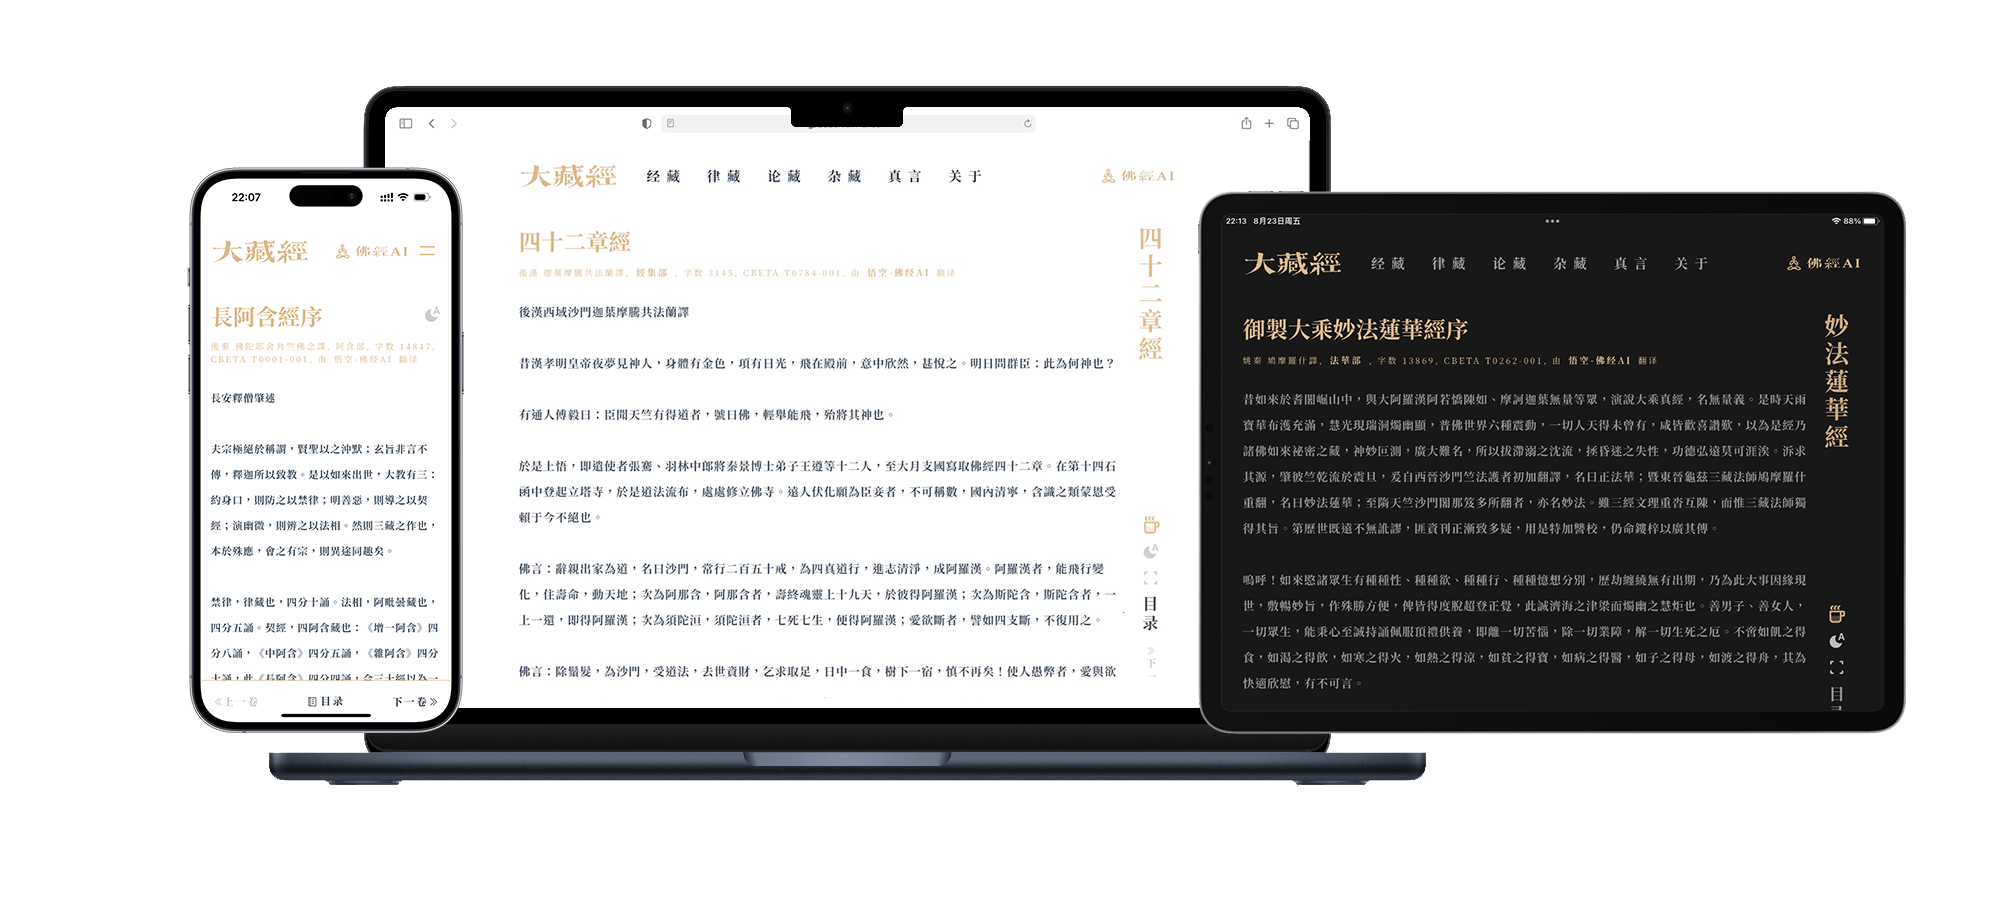 22:07
大藏經
佛經AI
長阿含經序
後秦 佛陀耶舍共竺佛念譯, 阿含部, 字数 14847,
CBETA T0001-001, 由 悟空-佛经AI 翻译
長安釋僧肇述
夫宗極絕於稱謂，賢聖以之沖默；玄旨非言不
傳，釋迦所以致教。是以如來出世，大教有三：
約身口，則防之以禁律；明善惡，則導之以契
經；演幽微，則辨之以法相。然則三藏之作也，
本於殊應，會之有宗，則異途同趣矣。
禁律，律藏也，四分十誦。法相，阿毗曇藏也，
四分五誦。契經，四阿含藏也：《增一阿含》四
分八誦，《中阿含》四分五誦，《雜阿含》四分
十誦，此《長阿含》四分四誦，合三十經以為一
上一卷
目录
下一卷
大藏經
经藏
律藏
论藏
杂藏
真言
关于
佛經AI
四十二章經
後漢 迦葉摩騰共法蘭譯, 經集部 , 字数 3145, CBETA T0784-001, 由 悟空-佛经AI 翻译
後漢西域沙門迦葉摩騰共法蘭譯
昔漢孝明皇帝夜夢見神人，身體有金色，項有日光，飛在殿前，意中欣然，甚悅之。明日問群臣：此為何神也？
有通人傅毅曰：臣聞天竺有得道者，號曰佛，輕舉能飛，殆將其神也。
於是上悟，即遣使者張騫、羽林中郎將秦景博士弟子王遵等十二人，至大月支國寫取佛經四十二章。在第十四石
函中登起立塔寺，於是道法流布，處處修立佛寺。遠人伏化願為臣妾者，不可稱數，國內清寧，含識之類蒙恩受
賴于今不絕也。
佛言：辭親出家為道，名曰沙門，常行二百五十戒，為四真道行，進志清淨，成阿羅漢。阿羅漢者，能飛行變
化，住壽命，動天地；次為阿那含，阿那含者，壽終魂靈上十九天，於彼得阿羅漢；次為斯陀含，斯陀含者，一
上一還，即得阿羅漢；次為須陀洹，須陀洹者，七死七生，便得阿羅漢；愛欲斷者，譬如四支斷，不復用之。
佛言：除鬚髮，為沙門，受道法，去世資財，乞求取足，日中一食，樹下一宿，慎不再矣！使人愚弊者，愛與欲
四十二章經
目录
下一
22:13 8月23日周五
88%
大藏經
经藏
律藏
论藏
杂藏
真言
关于
佛經AI
御製大乘妙法蓮華經序
姚秦 鳩摩羅什譯, 法華部 , 字数 13869, CBETA T0262-001, 由 悟空-佛经AI 翻译
昔如來於耆闍崛山中，與大阿羅漢阿若憍陳如、摩訶迦葉無量等眾，演說大乘真經，名無量義。是時天雨
寶華布濩充滿，慧光現瑞洞燭幽顯，普佛世界六種震動，一切人天得未曾有，咸皆歡喜讚歎，以為是經乃
諸佛如來祕密之藏，神妙叵測，廣大難名，所以拔滯溺之沈流，拯昏迷之失性，功德弘遠莫可涯涘。泝求
其源，肇彼竺乾流於震旦，爰自西晉沙門竺法護者初加翻譯，名曰正法華；暨東晉龜茲三藏法師鳩摩羅什
重翻，名曰妙法蓮華；至隋天竺沙門闍那笈多所翻者，亦名妙法。雖三經文理重沓互陳，而惟三藏法師獨
得其旨。第歷世既遠不無訛謬，匪資刊正漸致多疑，用是特加讐校，仍命鋟梓以廣其傳。
嗚呼！如來愍諸眾生有種種性、種種欲、種種行、種種憶想分別，歷劫纏繞無有出期，乃為此大事因緣現
世，敷暢妙旨，作殊勝方便，俾皆得度脫超登正覺，此誠濟海之津梁而燭幽之慧炬也。善男子、善女人，
一切眾生，能秉心至誠持誦佩服頂禮供養，即離一切苦惱，除一切業障，解一切生死之厄。不啻如飢之得
食，如渴之得飲，如寒之得火，如熱之得涼，如貧之得寶，如病之得醫，如子之得母，如渡之得舟，其為
快適欣慰，有不可言。
妙法蓮華經
目